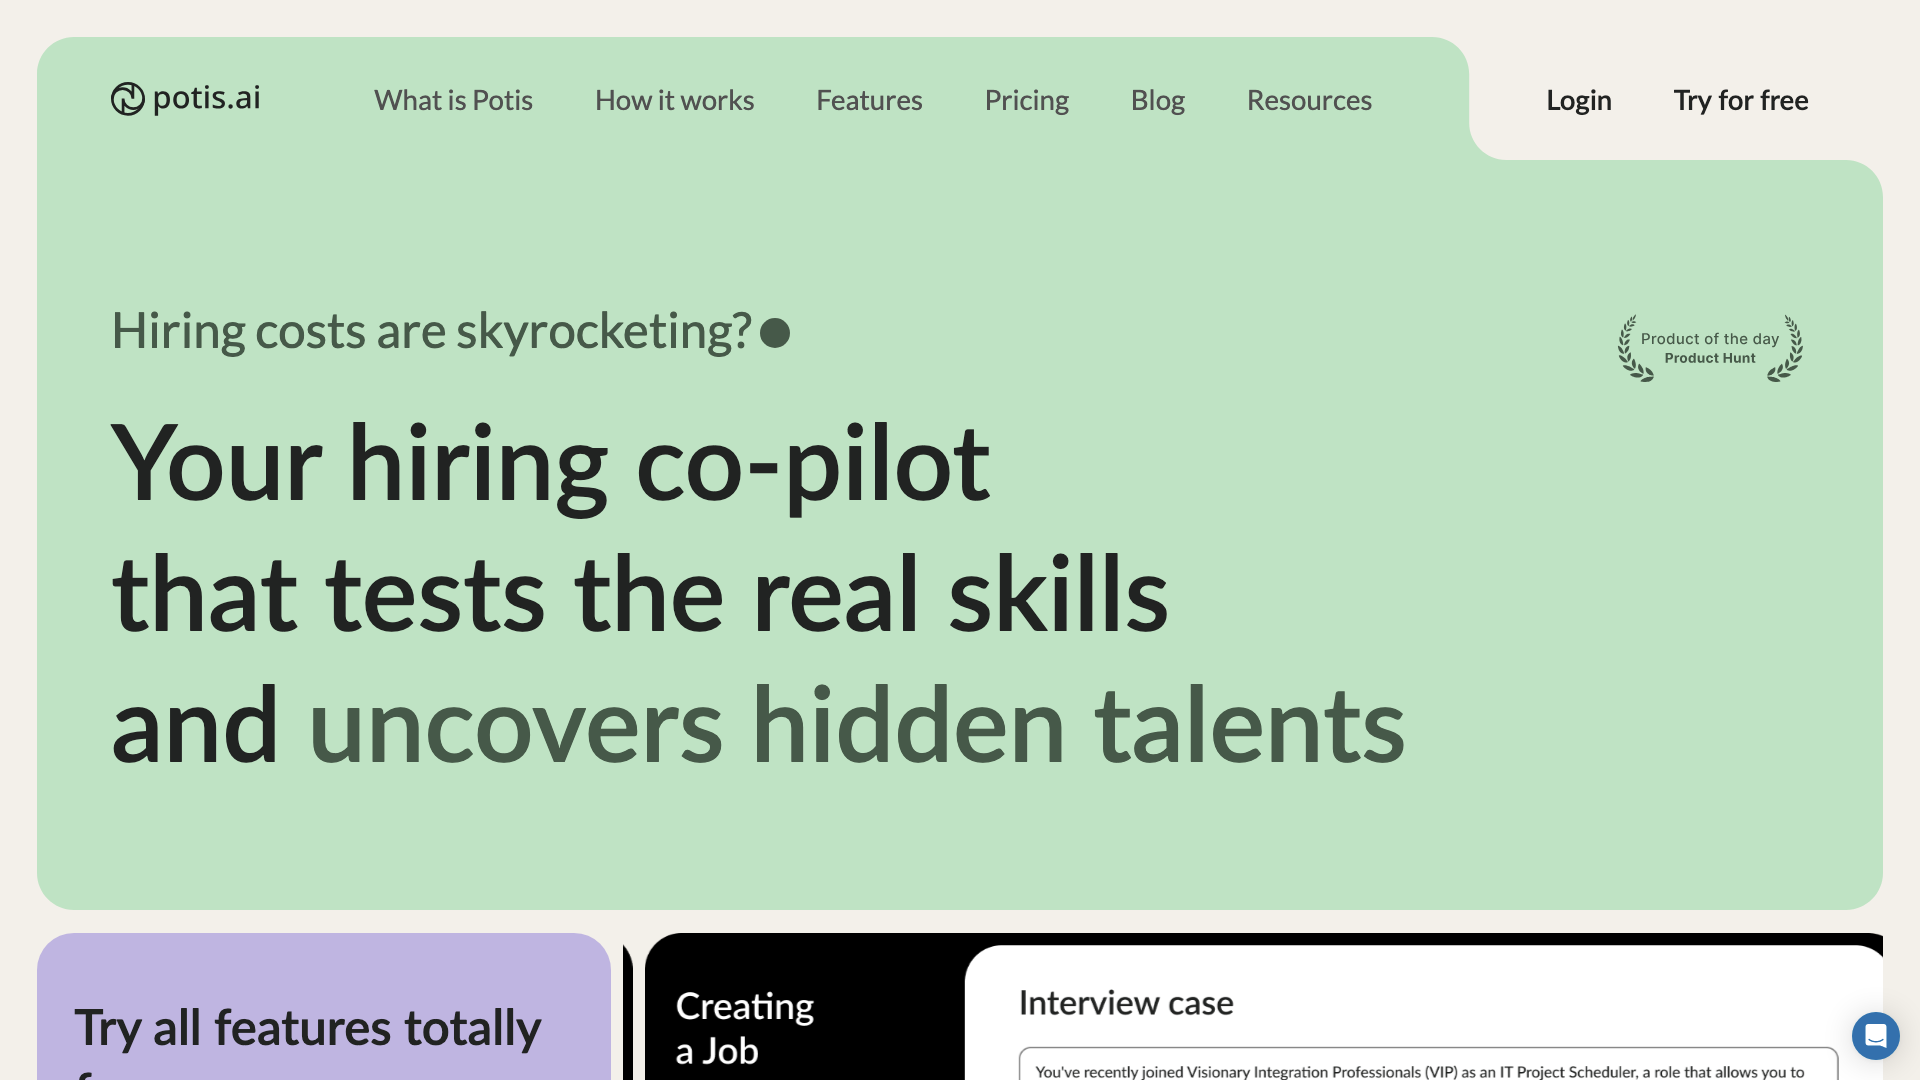 potis.ai
What is Potis
How it works
Features
Pricing
Blog
Resources
Login
Try for free
Hiring costs are skyrocketing?
Product of the day
Product Hunt
Your hiring co-pilot
that tests the real skills
and uncovers hidden talents
Try all features totally
Creating
a Job
Interview case
You've recently joined Visionary Integration Professionals (VIP) as an IT Project Scheduler, a role that allows you to